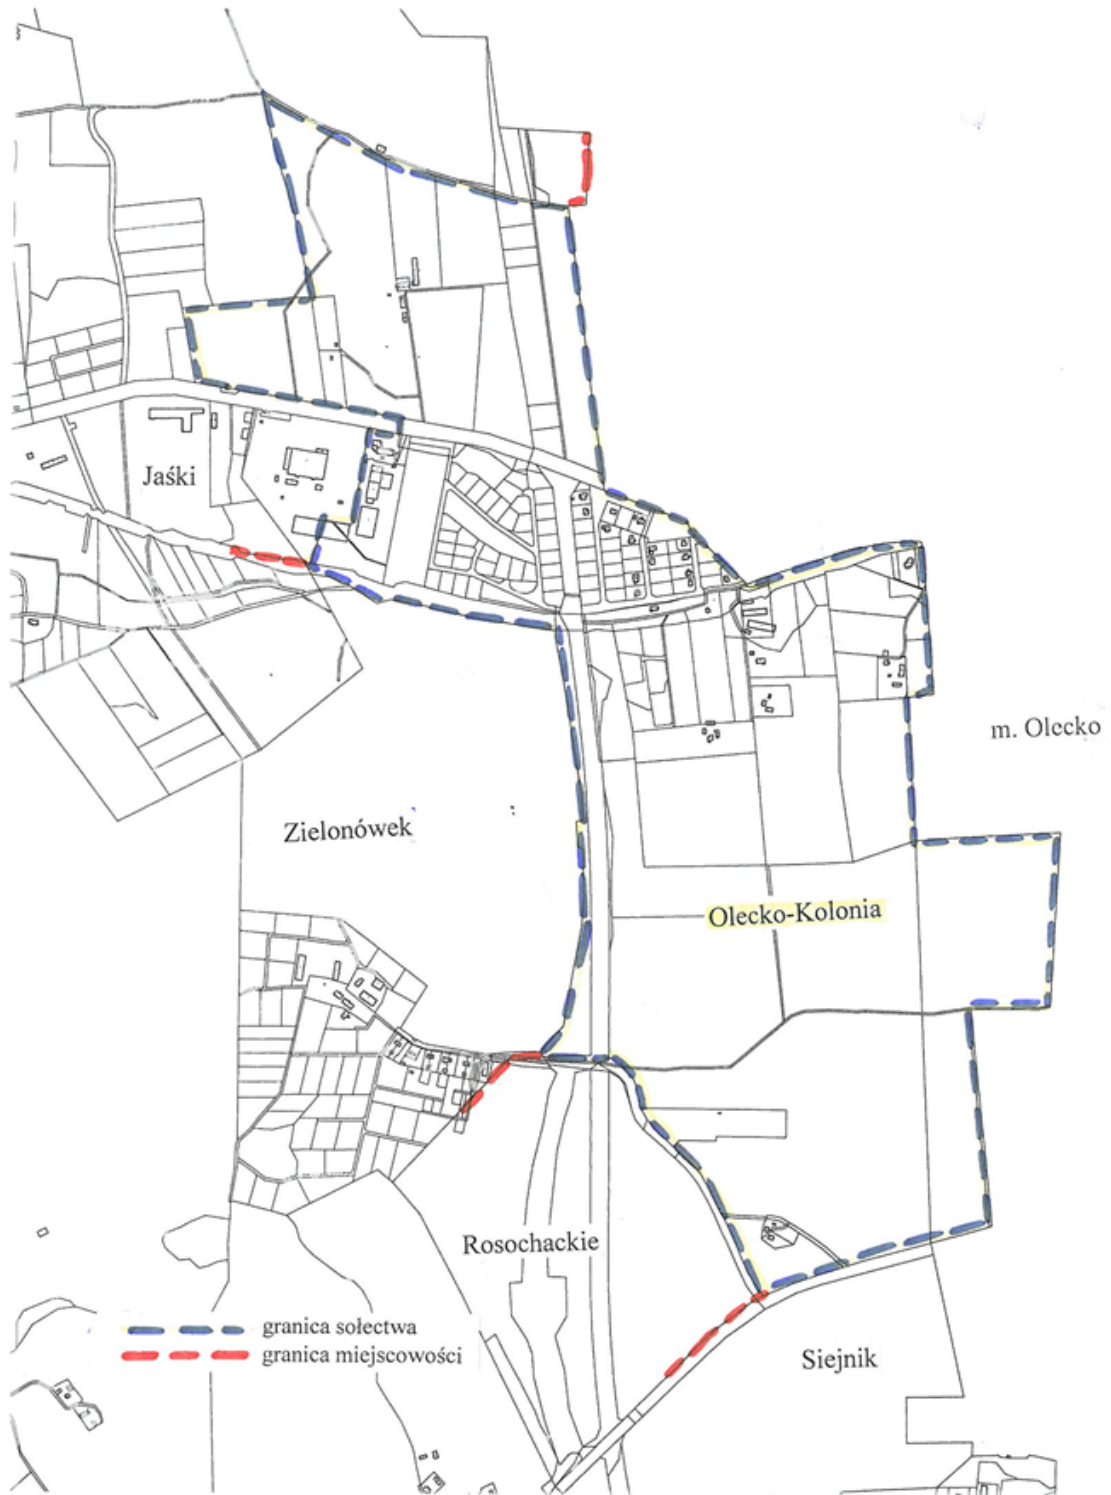 Jaśki
m. Olecko
Zielonówek
Olecko-Kolonia
Rosochackie
granica sołectwa
granica miejscowości
Siejnik